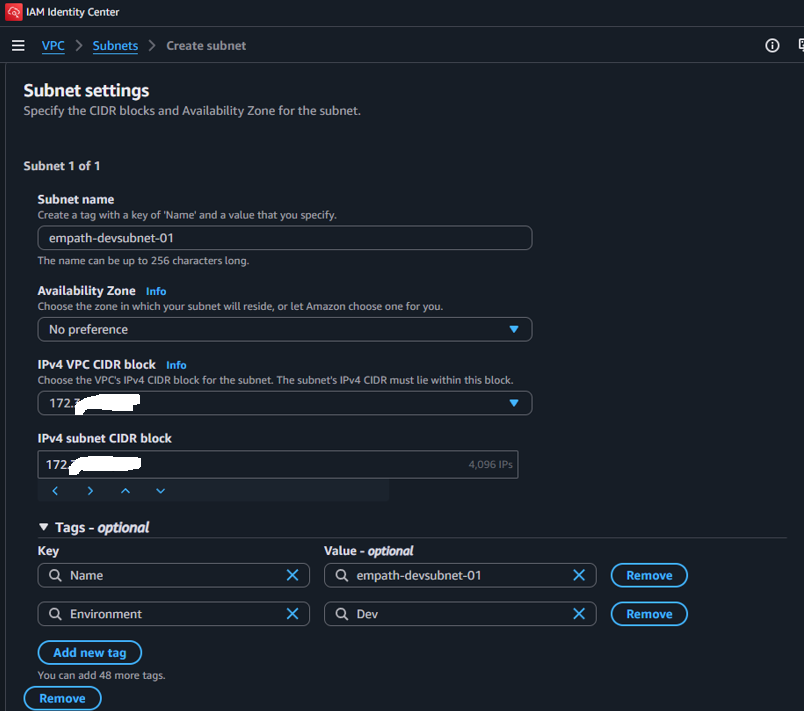 IAM Identity Center
VPC > Subnets > Create subnet
Subnet settings
Specify the CIDR blocks and Availability Zone for the subnet.
Subnet 1 of 1
Subnet name
Create a tag with a key of 'Name' and a value that you specify.
empath-devsubnet-01
The name can be up to 256 characters long.
Availability Zone Info
Choose the zone in which your subnet will reside, or let Amazon choose one for you.
No preference
IPv4 VPC CIDR block Info
Choose the VPC's IPv4 CIDR block for the subnet. The subnet's IPv4 CIDR must lie within this block.
172.
IPv4 subnet CIDR block
172. 4,096 IPs
Tags - optional
Key Value - optional
Name empath-devsubnet-01 Remove
Environment Dev Remove
Add new tag
You can add 48 more tags.
Remove